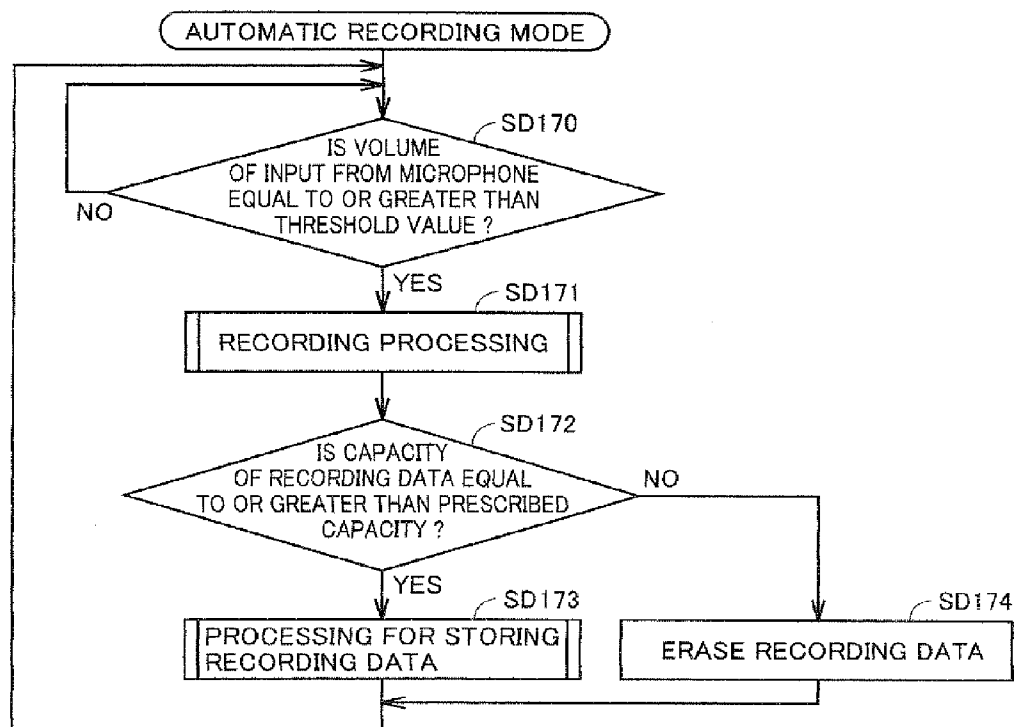 AUTOMATIC RECORDING MODE
SD170
IS VOLUME
OF INPUT FROM MICROPHONE
EQUAL TO OR GREATER THAN
THRESHOLD VALUE ?
NO
YES
SD171
RECORDING PROCESSING
SD172
IS CAPACITY
OF RECORDING DATA EQUAL
TO OR GREATER THAN PRESCRIBED
CAPACITY ?
NO
YES
SD173
PROCESSING FOR STORING
RECORDING DATA
SD174
ERASE RECORDING DATA